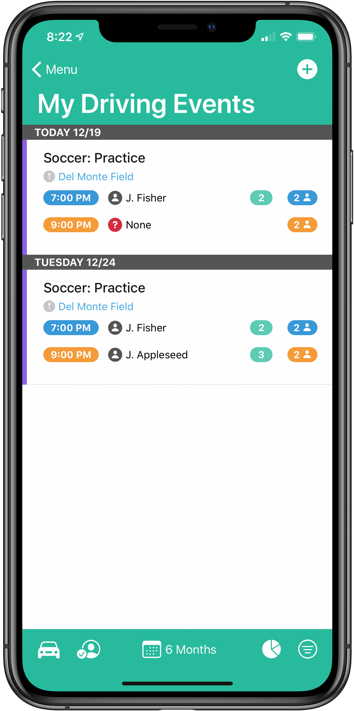 8:22
Menu
My Driving Events
TODAY 12/19
Soccer: Practice
Del Monte Field
7:00 PM J. Fisher 2 2
9:00 PM ? None 2
TUESDAY 12/24
Soccer: Practice
Del Monte Field
7:00 PM J. Fisher 2 2
9:00 PM J. Appleseed 3 2
6 Months